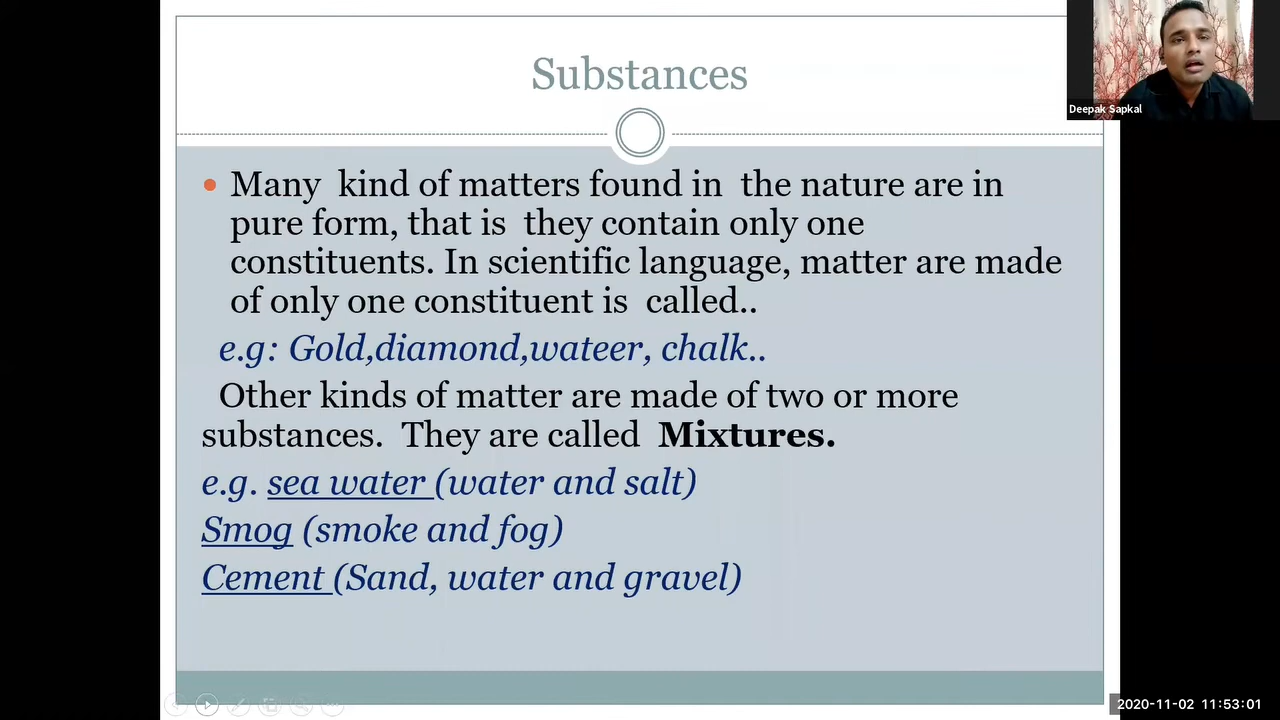 Substances
Deepak Sapkal
Many kind of matters found in the nature are in
pure form, that is they contain only one
constituents. In scientific language, matter are made
of only one constituent is called..
e.g: Gold,diamond,wateer, chalk..
Other kinds of matter are made of two or more
substances. They are called Mixtures.
e.g. sea water (water and salt)
Smog (smoke and fog)
Cement (Sand, water and gravel)
2020-11-02 11:53:01